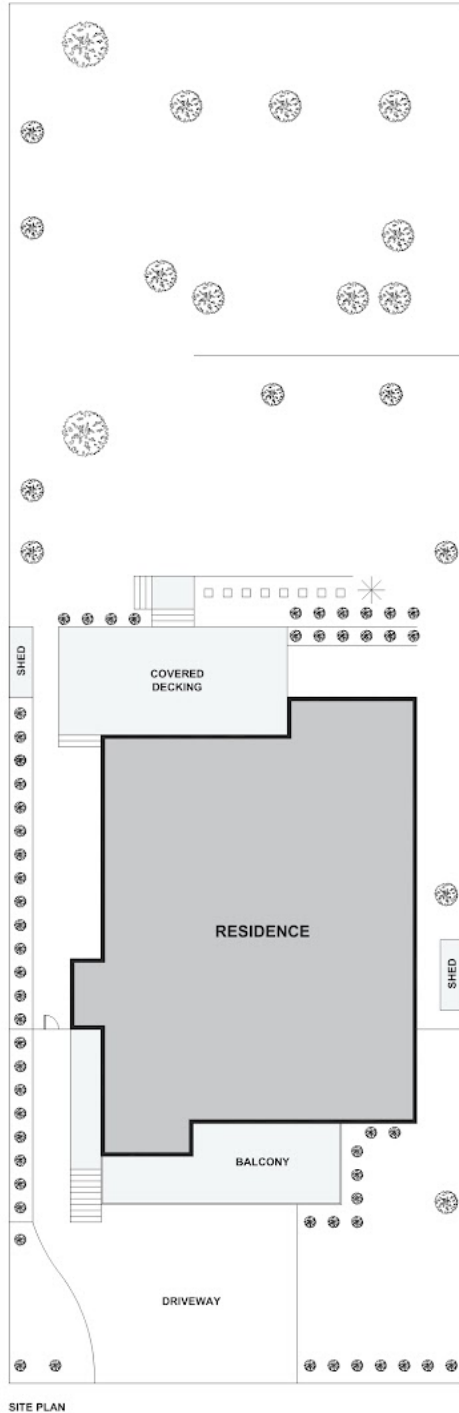 SHED
COVERED
DECKING
RESIDENCE
SHED
BALCONY
DRIVEWAY
SITE PLAN